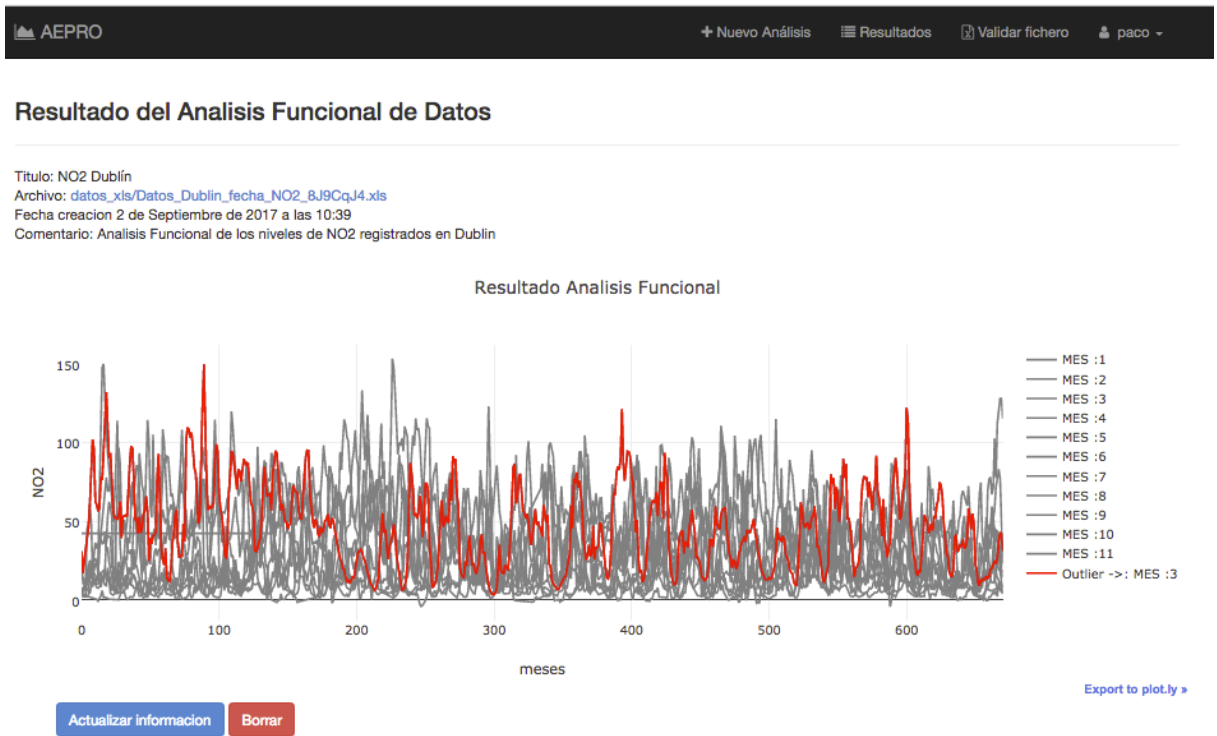 AEPRO
Nuevo Análisis Resultados Validar fichero paco
Resultado del Analisis Funcional de Datos
Titulo: NO2 Dublín
Archivo: datos_xls/Datos_Dublin_fecha_NO2_8J9CqJ4.xls
Fecha creacion 2 de Septiembre de 2017 a las 10:39
Comentario: Analisis Funcional de los niveles de NO2 registrados en Dublin
Resultado Analisis Funcional
150
100
50
0
NO2
0 100 200 300 400 500 600
meses
MES :1
MES :2
MES :3
MES :4
MES :5
MES :6
MES :7
MES :8
MES :9
MES :10
MES :11
Outlier ->: MES :3
Export to plot.ly »
Actualizar informacion Borrar